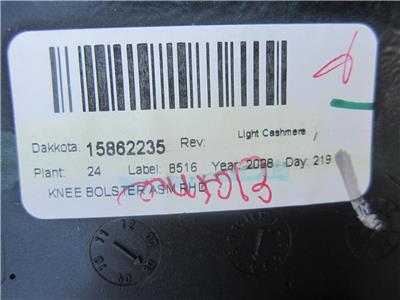 Light Cashmere
Dakkota: 15862235 Rev:
Plant: 24 Label: 8516 Year: 2008 Day: 219
KNEE BOLSTER ASM RHD